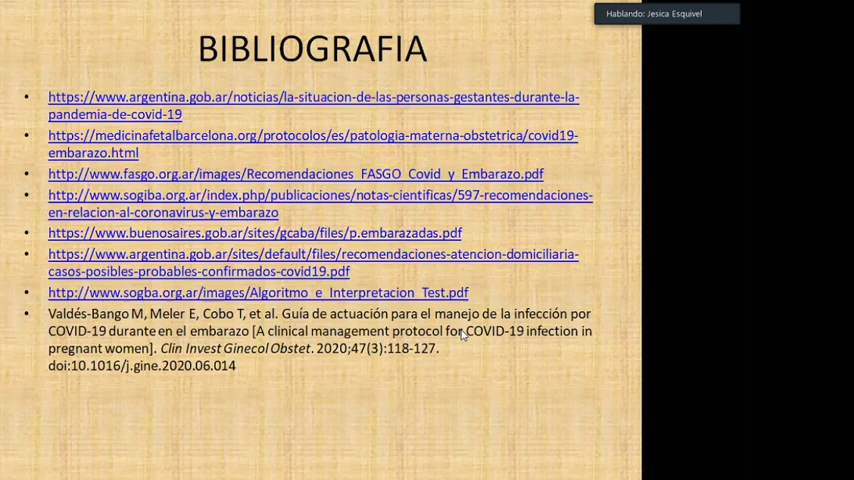 Hablando: Jesica Esquivel
BIBLIOGRAFIA
• https://www.argentina.gob.ar/noticias/la-situacion-de-las-personas-gestantes-durante-la-
pandemia-de-covid-19
• https://medicinafetalbarcelona.org/protocolos/es/patologia-materna-obstetrica/covid19-
embarazo.html
• http://www.fasgo.org.ar/images/Recomendaciones_FASGO_Covid_y_Embarazo.pdf
• http://www.sogiba.org.ar/index.php/publicaciones/notas-cientificas/597-recomendaciones-
en-relacion-al-coronavirus-y-embarazo
• https://www.buenosaires.gob.ar/sites/gcaba/files/p.embarazadas.pdf
• https://www.argentina.gob.ar/sites/default/files/recomendaciones-atencion-domiciliaria-
casos-posibles-probables-confirmados-covid19.pdf
• http://www.sogba.org.ar/images/Algoritmo_e_Interpretacion_Test.pdf
• Valdés-Bango M, Meler E, Cobo T, et al. Guía de actuación para el manejo de la infección por
COVID-19 durante en el embarazo [A clinical management protocol for COVID-19 infection in
pregnant women]. Clin Invest Ginecol Obstet. 2020;47(3):118-127.
doi:10.1016/j.gine.2020.06.014